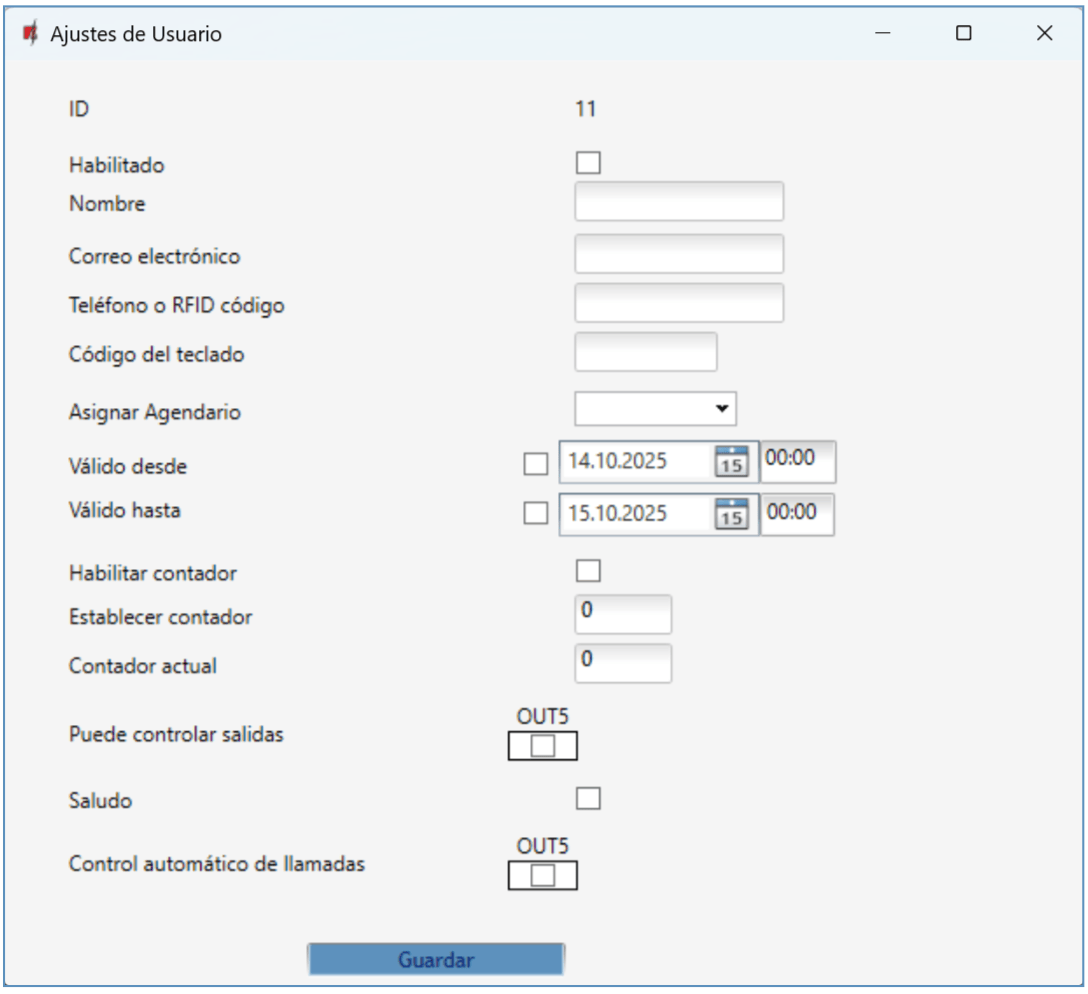 Ajustes de Usuario
ID 11
Habilitado
Nombre
Correo electrónico
Teléfono o RFID código
Código del teclado
Asignar Agendario
Válido desde 14.10.2025 15 00:00
Válido hasta 15.10.2025 15 00:00
Habilitar contador
Establecer contador 0
Contador actual 0
OUT5
Puede controlar salidas
Saludo
OUT5
Control automático de llamadas
Guardar